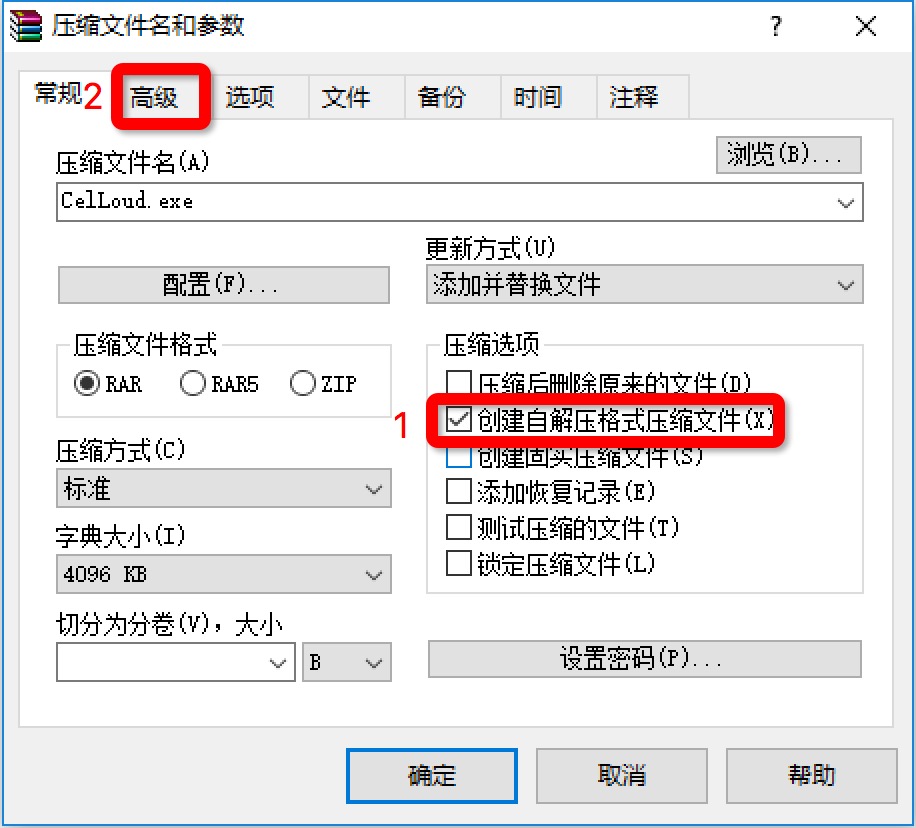 压缩文件名和参数
?
常规 2 高级 选项 文件 备份 时间 注释
压缩文件名(A)
浏览(B)...
CelLoud.exe
更新方式(U)
配置(F)...
添加并替换文件
压缩文件格式
RAR RAR5 ZIP
压缩选项
压缩后删除原来的文件(D)
1 创建自解压格式压缩文件(X)
创建固实压缩文件(S)
添加恢复记录(E)
测试压缩的文件(T)
锁定压缩文件(L)
压缩方式(C)
标准
字典大小(I)
4096 KB
切分为分卷(V)，大小
B
设置密码(P)...
确定 取消 帮助